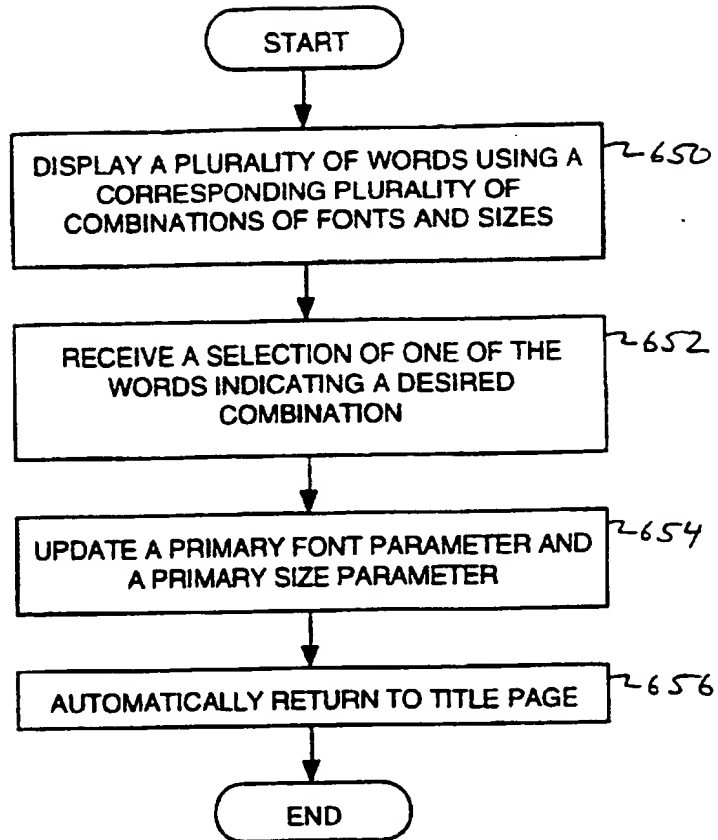 START
DISPLAY A PLURALITY OF WORDS USING A
CORRESPONDING PLURALITY OF
COMBINATIONS OF FONTS AND SIZES
650
RECEIVE A SELECTION OF ONE OF THE
WORDS INDICATING A DESIRED
COMBINATION
652
UPDATE A PRIMARY FONT PARAMETER AND
A PRIMARY SIZE PARAMETER
654
AUTOMATICALLY RETURN TO TITLE PAGE
656
END